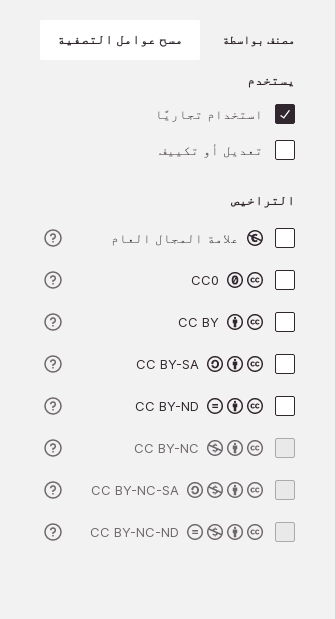 مصنف بواسطة
مسح عوامل التصفية
يستخدم
استخدام تجاريًا
تعديل أو تكييف
التراخيص
علامة المجال العام
CC0
CC BY
CC BY-SA
CC BY-ND
CC BY-NC
CC BY-NC-SA
CC BY-NC-ND